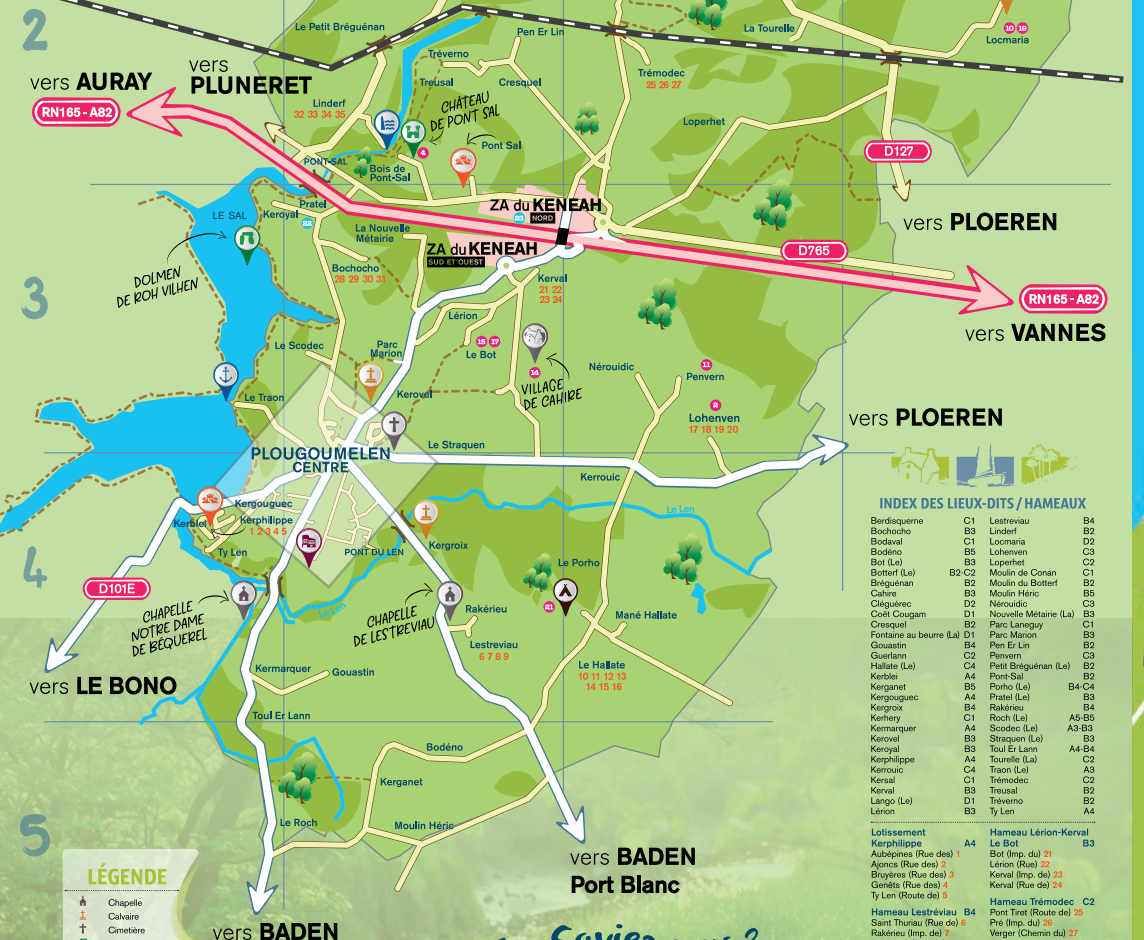 2
Le Petit Bréguénan
Pen Er Lin
La Tourelle
10 19
Locmaria
vers AURAY
vers
PLUNERET
Tréverno
Treusal
Cresquel
Trémodec
25 26 27
RN165 - A82
Linderf
32 33 34 35
CHÂTEAU
DE PONT SAL
Loperhet
4
Pont Sal
D127
PONT-SAL
Bois de
Pont-Sal
ZA du KENEAH
23 NORD
vers PLOEREN
LE SAL
Keroyal
Pratel
La Nouvelle
Métairie
ZA du KENEAH
SUD ET OUEST
D765
3
DOLMEN
DE ROH VILHEN
Bochocho
28 29 30 31
Kerval
21 22
23 24
RN165 - A82
vers VANNES
Lérion
18 17
Le Bot
Le Scodec
Parc
Marion
14
VILLAGE
DE CAHIRE
Nérouidic
11
Penvern
Le Traon
Kerovel
2
Lohenven
17 18 19 20
vers PLOEREN
Le Straquen
PLOUGOUMELEN
CENTRE
Kerrouic
Kergouguec
Kerblei
Kerphilippe
1 2 3 4 5
Ty Len
PONT DU LEN
Kergroix
Le Len
4
D101E
Le Len
Le Porho
21
CHAPELLE
NOTRE DAME
DE BÉQUEREL
CHAPELLE
DE LESTREVIAU
Rakérieu
Mané Hallate
Lestreviau
6 7 8 9
Le Hallate
10 11 12 13
14 15 16
Kermarquer
Gouastin
vers LE BONO
Toul Er Lann
Bodéno
Kerganet
5
Le Roch
Moulin Héric
vers BADEN
Port Blanc
vers BADEN
LÉGENDE
Chapelle
Calvaire
Cimetière
INDEX DES LIEUX-DITS / HAMEAUX
Berdisquerne C1
Bochocho B3
Bodaval C1
Bodéno B5
Bot (Le) B3
Botterf (Le) B2-C2
Bréguénan B2
Cahire B3
Cléguérec D2
Coët Cougam D1
Cresquel B2
Fontaine au beurre (La) D1
Gouastin B4
Guerlann C2
Hallate (Le) C4
Kerblei A4
Kerganet B5
Kergouguec A4
Kergroix B4
Kerhery C1
Kermarquer A4
Kerovel B3
Keroyal B3
Kerphilippe A4
Kerrouic C4
Kersal C1
Kerval B3
Lango (Le) D1
Lérion B3
Lestreviau B4
Linderf B2
Locmaria D2
Lohenven C3
Loperhet C2
Moulin de Conan C1
Moulin du Botterf B2
Moulin Héric B5
Nérouidic C3
Nouvelle Métairie (La) B3
Parc Laneguy C1
Parc Marion B3
Pen Er Lin B2
Penvern C3
Petit Bréguénan (Le) B2
Pont-Sal B2
Porho (Le) B4-C4
Pratel (Le) B3
Rakérieu B4
Roch (Le) A5-B5
Scodec (Le) A3-B3
Straquen (Le) B3
Toul Er Lann A4-B4
Tourelle (La) C2
Traon (Le) A3
Trémodec C2
Treusal B2
Tréverno B2
Ty Len A4
Lotissement
Kerphilippe A4
Aubépines (Rue des) 1
Ajoncs (Rue des) 2
Bruyères (Rue des) 3
Genêts (Rue des) 4
Ty Len (Route de) 5
Hameau Lestréviau B4
Saint Thuriau (Rue de) 6
Rakérieu (Imp. de) 7
Hameau Lérion-Kerval
Le Bot B3
Bot (Imp. du) 21
Lérion (Rue) 22
Kerval (Imp. de) 23
Kerval (Rue de) 24
Hameau Trémodec C2
Pont Tiret (Route de) 25
Pré (Imp. du) 26
Verger (Chemin du) 27